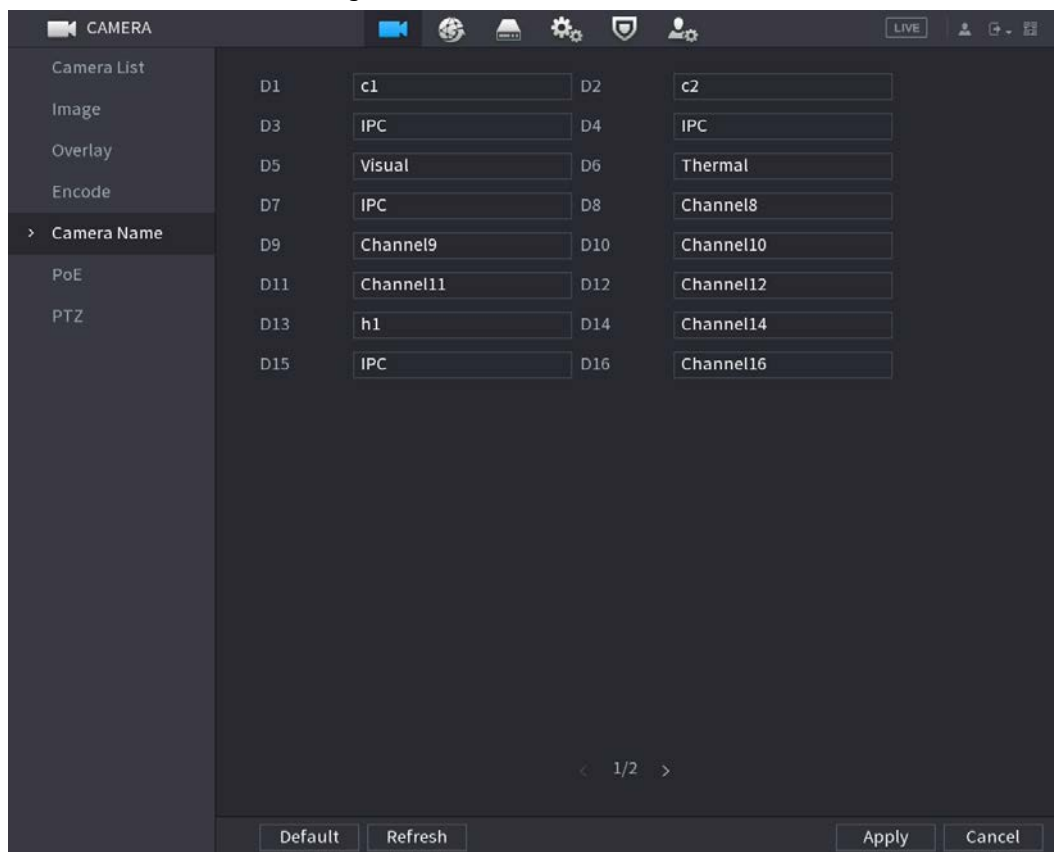 CAMERA LIVE
Camera List
Image
Overlay
Encode
> Camera Name
PoE
PTZ
D1 c1 D2 c2
D3 IPC D4 IPC
D5 Visual D6 Thermal
D7 IPC D8 Channel8
D9 Channel9 D10 Channel10
D11 Channel11 D12 Channel12
D13 h1 D14 Channel14
D15 IPC D16 Channel16
< 1/2 >
Default Refresh Apply Cancel